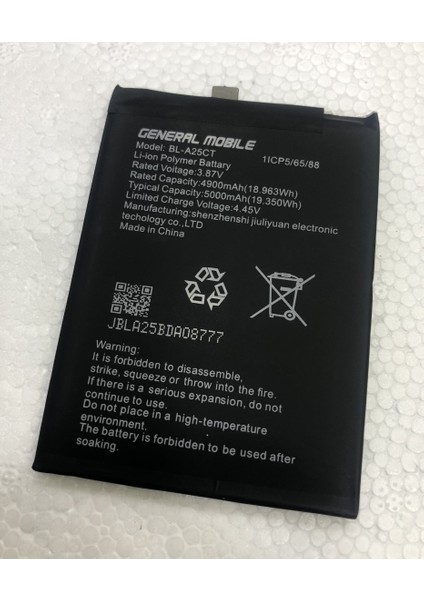 GENERAL MOBILE
Model: BL-A25CT
1ICP5/65/88
Li-ion Polymer Battery
Rated Voltage:3.87V
Rated Capacity:4900mAh(18.963Wh)
Typical Capacity:5000mAh(19.350Wh)
Limited Charge Voltage:4.45V
Manufacturing:shenzhenshi jiuliyuan electronic
techology co.,LTD
Made in China
JBLA25BDA08777
Warning:
It is forbidden to disassemble,
strike, squeeze or throw into the fire.
If there is a serious expansion, do not
continue to use.
Do not place in a high-temperature
environment.
The battery is forbidden to be used after
soaking.